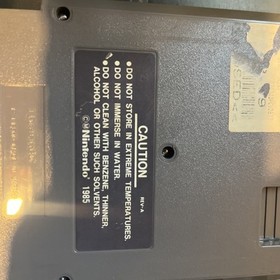 CAUTION
REV-A
● DO NOT STORE IN EXTREME TEMPERATURES.
● DO NOT IMMERSE IN WATER.
● DO NOT CLEAN WITH BENZENE, THINNER,
ALCOHOL OR OTHER SUCH SOLVENTS.
© Nintendo® 1985